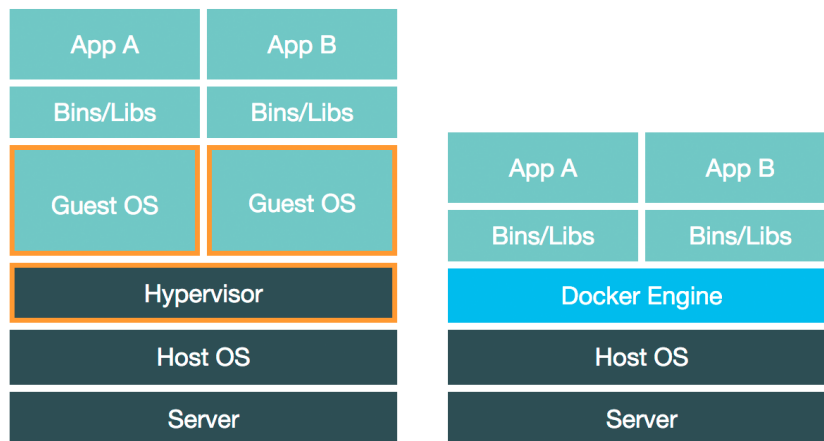 App A
App B
Bins/Libs
Bins/Libs
Guest OS
Guest OS
Hypervisor
Host OS
Server
App A
App B
Bins/Libs
Bins/Libs
Docker Engine
Host OS
Server